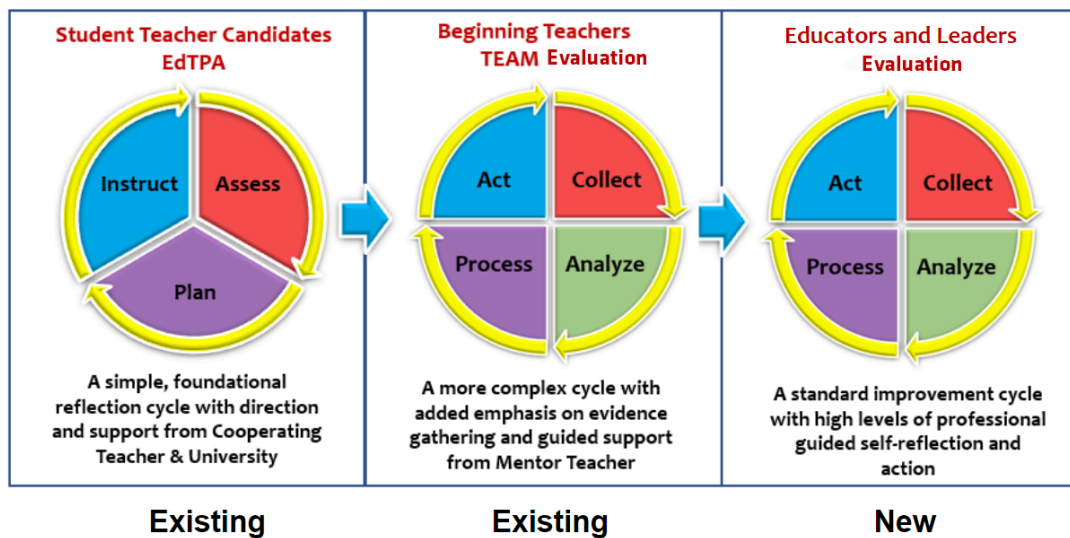 Student Teacher Candidates
EdTPA
Instruct
Assess
Plan
A simple, foundational
reflection cycle with direction
and support from Cooperating
Teacher & University
Existing
Beginning Teachers
TEAM Evaluation
Act
Collect
Process
Analyze
A more complex cycle with
added emphasis on evidence
gathering and guided support
from Mentor Teacher
Existing
Educators and Leaders
Evaluation
Act
Collect
Process
Analyze
A standard improvement cycle
with high levels of professional
guided self-reflection and
action
New